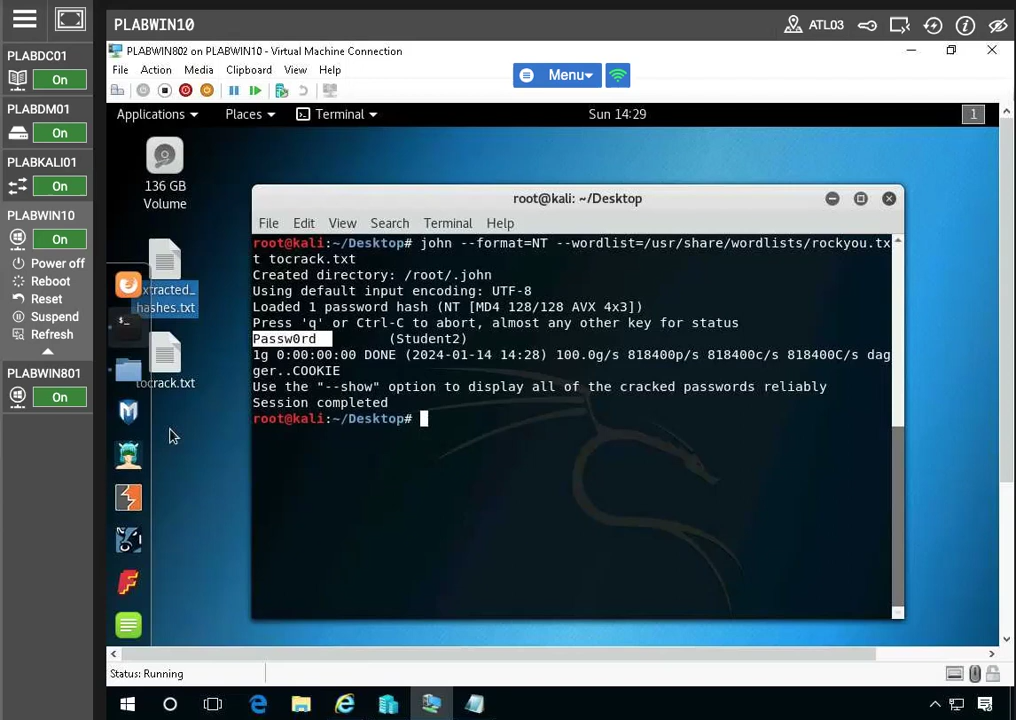 PLABWIN10
ATL03
PLABDC01
On
PLABDM01
On
PLABKALI01
On
PLABWIN10
On
Power off
Reboot
Reset
Suspend
Refresh
PLABWIN801
On
PLABWIN802 on PLABWIN10 - Virtual Machine Connection
File Action Media Clipboard View Help
Menu
Applications Places Terminal Sun 14:29 1
136 GB
Volume
xtracted_
hashes.txt
tocrack.txt
root@kali: ~/Desktop
File Edit View Search Terminal Help
root@kali:~/Desktop# john --format=NT --wordlist=/usr/share/wordlists/rockyou.tx
t tocrack.txt
Created directory: /root/.john
Using default input encoding: UTF-8
Loaded 1 password hash (NT [MD4 128/128 AVX 4x3])
Press 'q' or Ctrl-C to abort, almost any other key for status
Passw0rd (Student2)
1g 0:00:00:00 DONE (2024-01-14 14:28) 100.0g/s 818400p/s 818400c/s 818400C/s dag
ger..COOKIE
Use the "--show" option to display all of the cracked passwords reliably
Session completed
root@kali:~/Desktop#
Status: Running